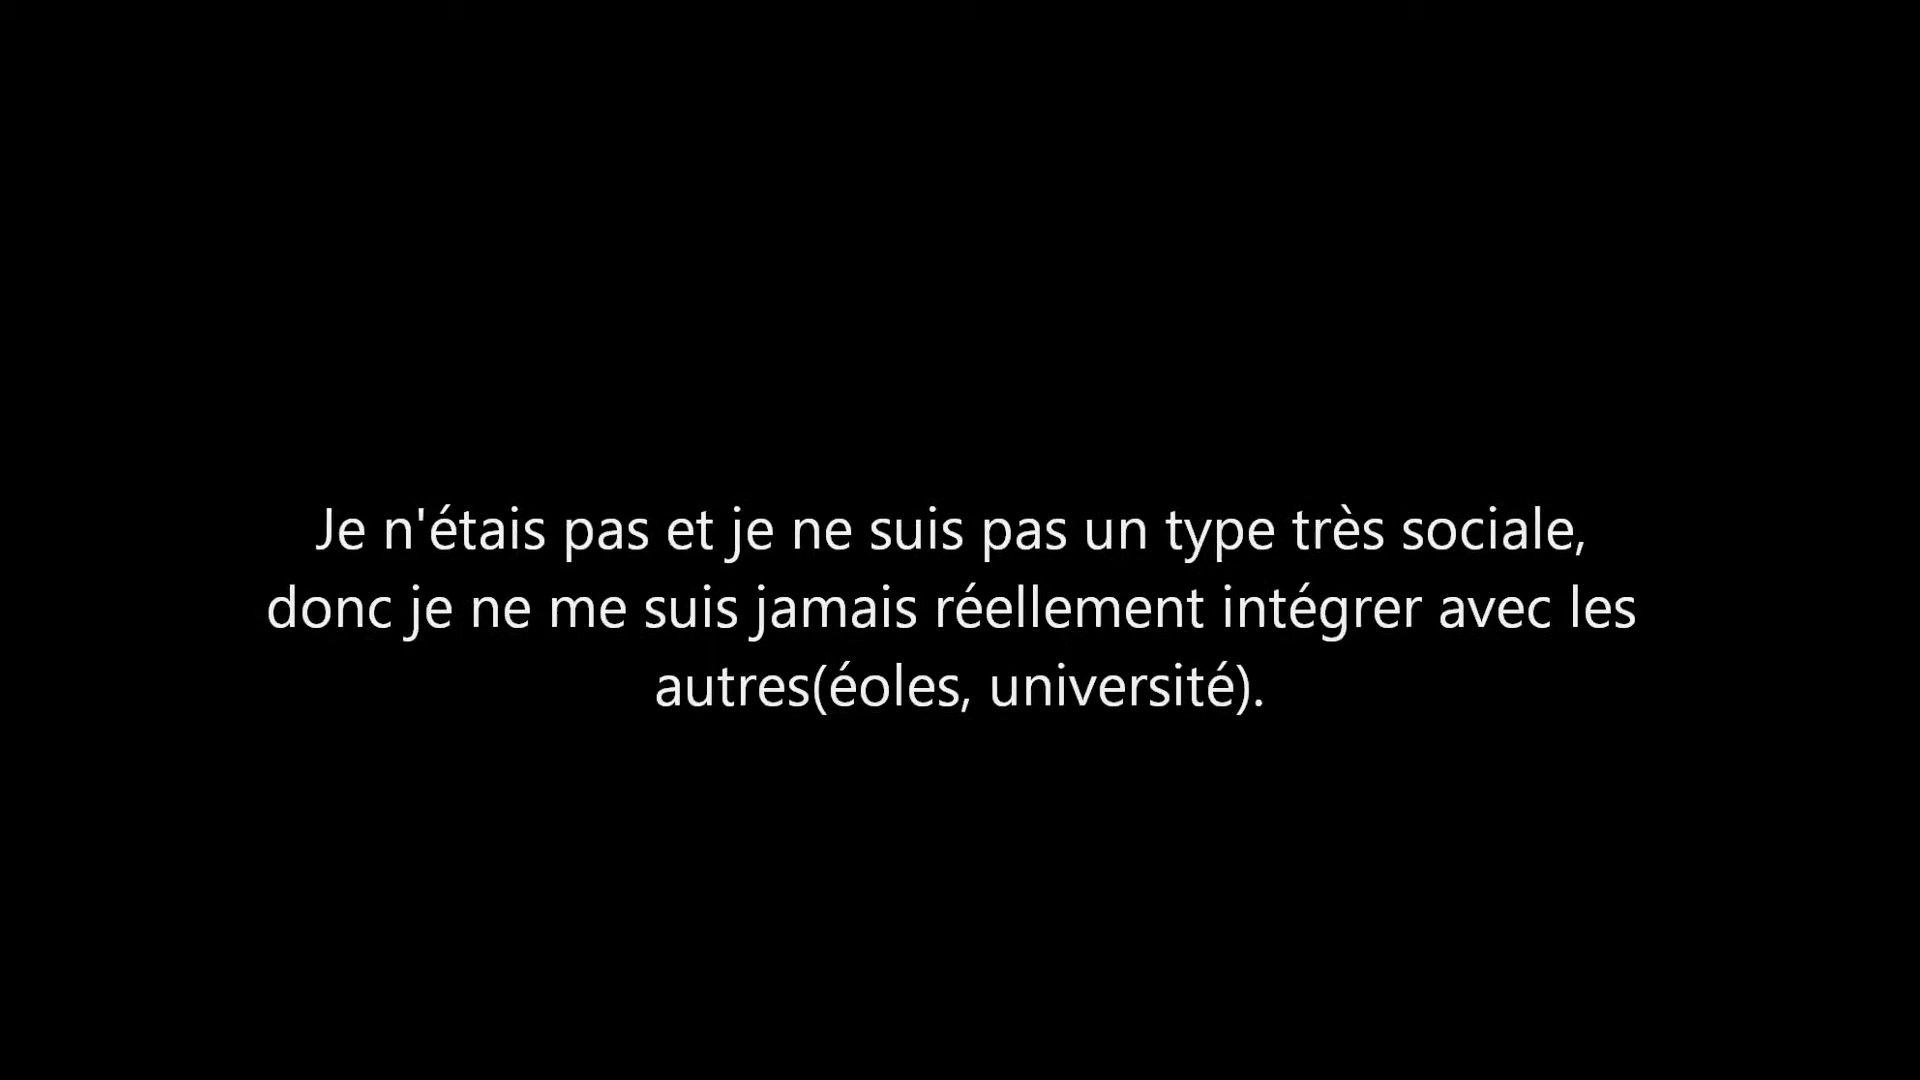 Je n'étais pas et je ne suis pas un type très sociale,
donc je ne me suis jamais réellement intégrer avec les
autres(éoles, université).